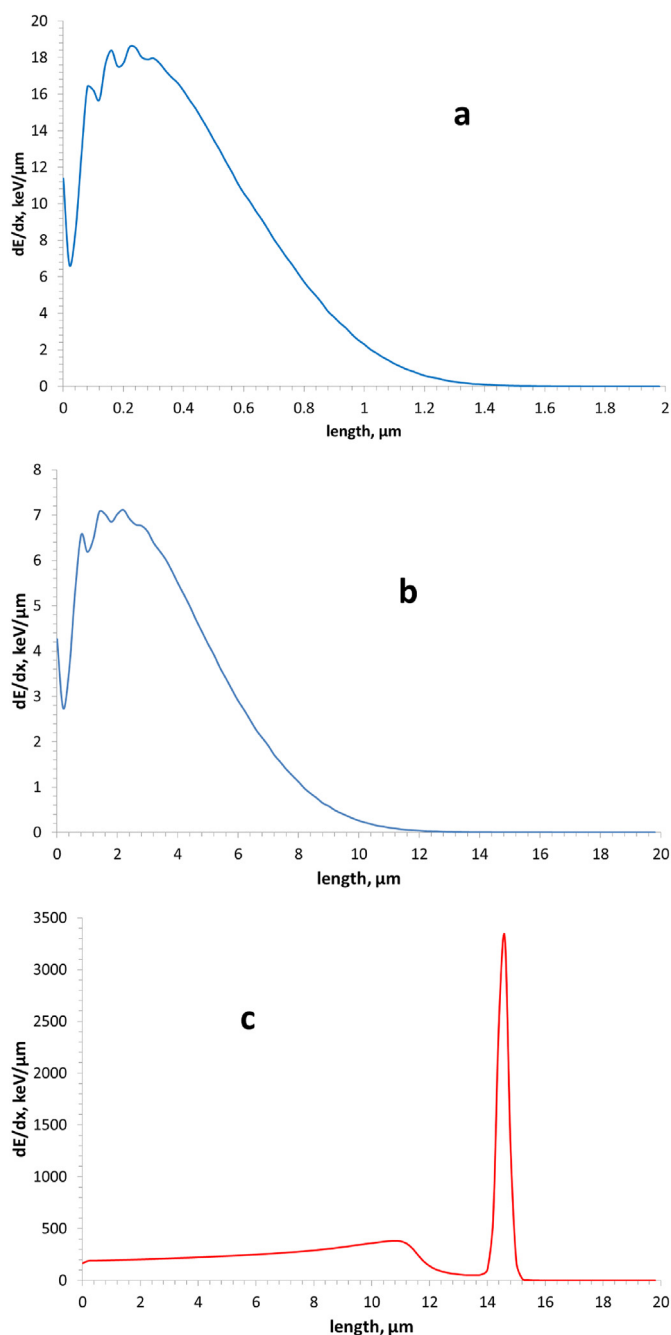 20
18
16
14
12
10
8
6
4
2
0
dE/dx, keV/μm
a
0 0.2 0.4 0.6 0.8 1 1.2 1.4 1.6 1.8 2
length, μm
8
7
6
5
4
3
2
1
0
dE/dx, keV/μm
b
0 2 4 6 8 10 12 14 16 18 20
length, μm
3500
3000
2500
2000
1500
1000
500
0
dE/dx, keV/μm
c
0 2 4 6 8 10 12 14 16 18 20
length, μm